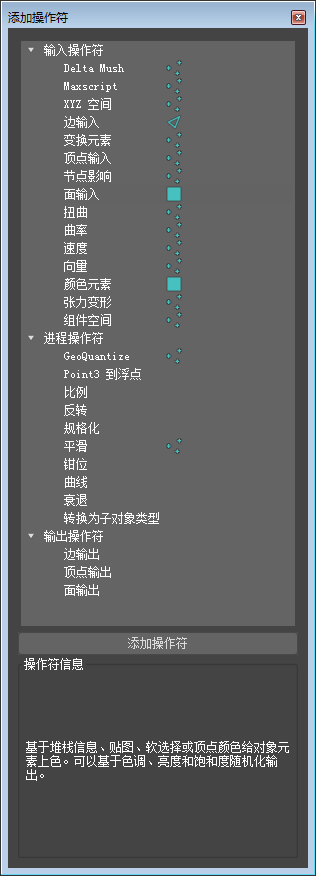 添加操作符
输入操作符
Delta Mush
Maxscript
XYZ 空间
边输入
变换元素
顶点输入
节点影响
面输入
扭曲
曲率
速度
向量
颜色元素
张力变形
组件空间
进程操作符
GeoQuantize
Point3 到浮点
比例
反转
规格化
平滑
钳位
曲线
衰退
转换为子对象类型
输出操作符
边输出
顶点输出
面输出
添加操作符
操作符信息
基于堆栈信息、贴图、软选择或顶点颜色给对象元
素上色。可以基于色调、亮度和饱和度随机化输
出。